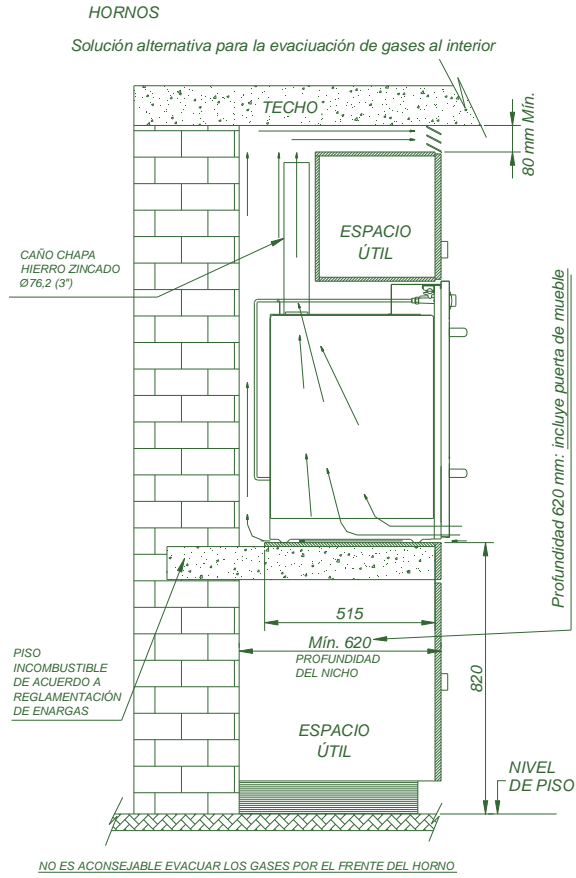 HORNOS
Solución alternativa para la evaciuación de gases al interior
TECHO
80 mm Mín.
ESPACIO
ÚTIL
CAÑO CHAPA
HIERRO ZINCADO
Ø76,2 (3")
Profundidad 620 mm: incluye puerta de mueble
515
Mín. 620
PROFUNDIDAD
DEL NICHO
PISO
INCOMBUSTIBLE
DE ACUERDO A
REGLAMENTACIÓN
DE ENARGAS
820
ESPACIO
ÚTIL
NIVEL
DE PISO
NO ES ACONSEJABLE EVACUAR LOS GASES POR EL FRENTE DEL HORNO